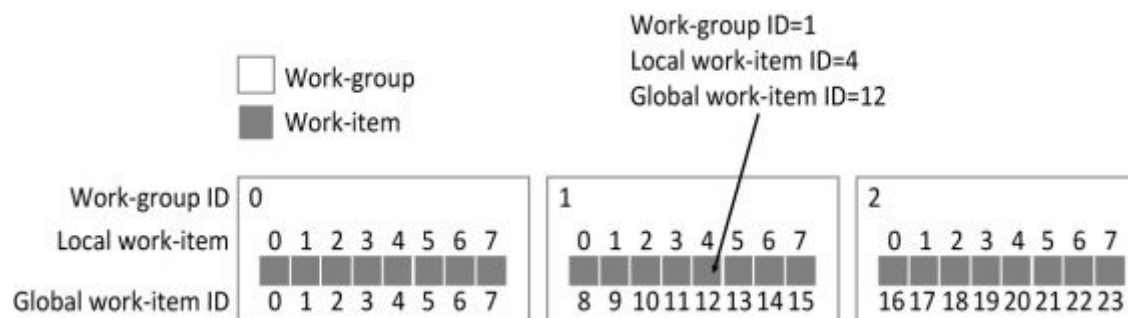 Work-group ID=1
Local work-item ID=4
Global work-item ID=12
Work-group
Work-item
Work-group ID 0 1 2
Local work-item 0 1 2 3 4 5 6 7 0 1 2 3 4 5 6 7 0 1 2 3 4 5 6 7
Global work-item ID 0 1 2 3 4 5 6 7 8 9 10 11 12 13 14 15 16 17 18 19 20 21 22 23